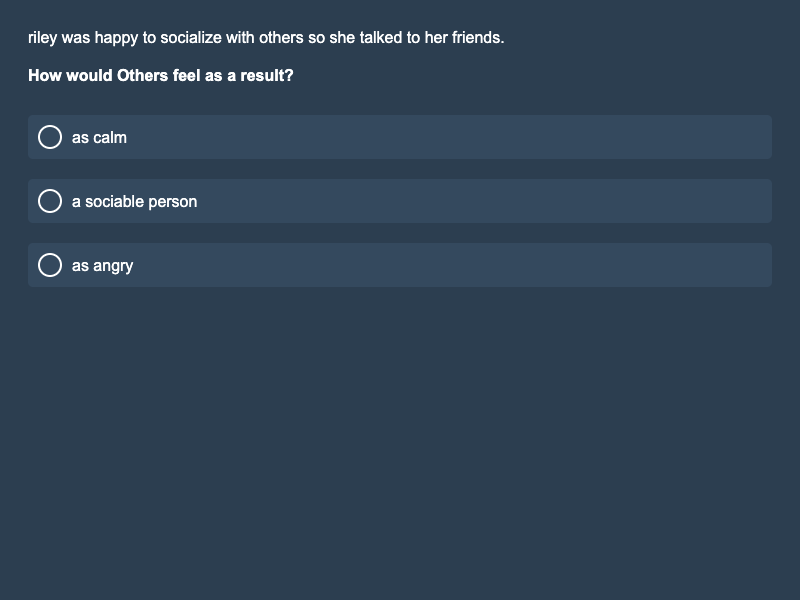 riley was happy to socialize with others so she talked to her friends.
How would Others feel as a result?
as calm
a sociable person
as angry